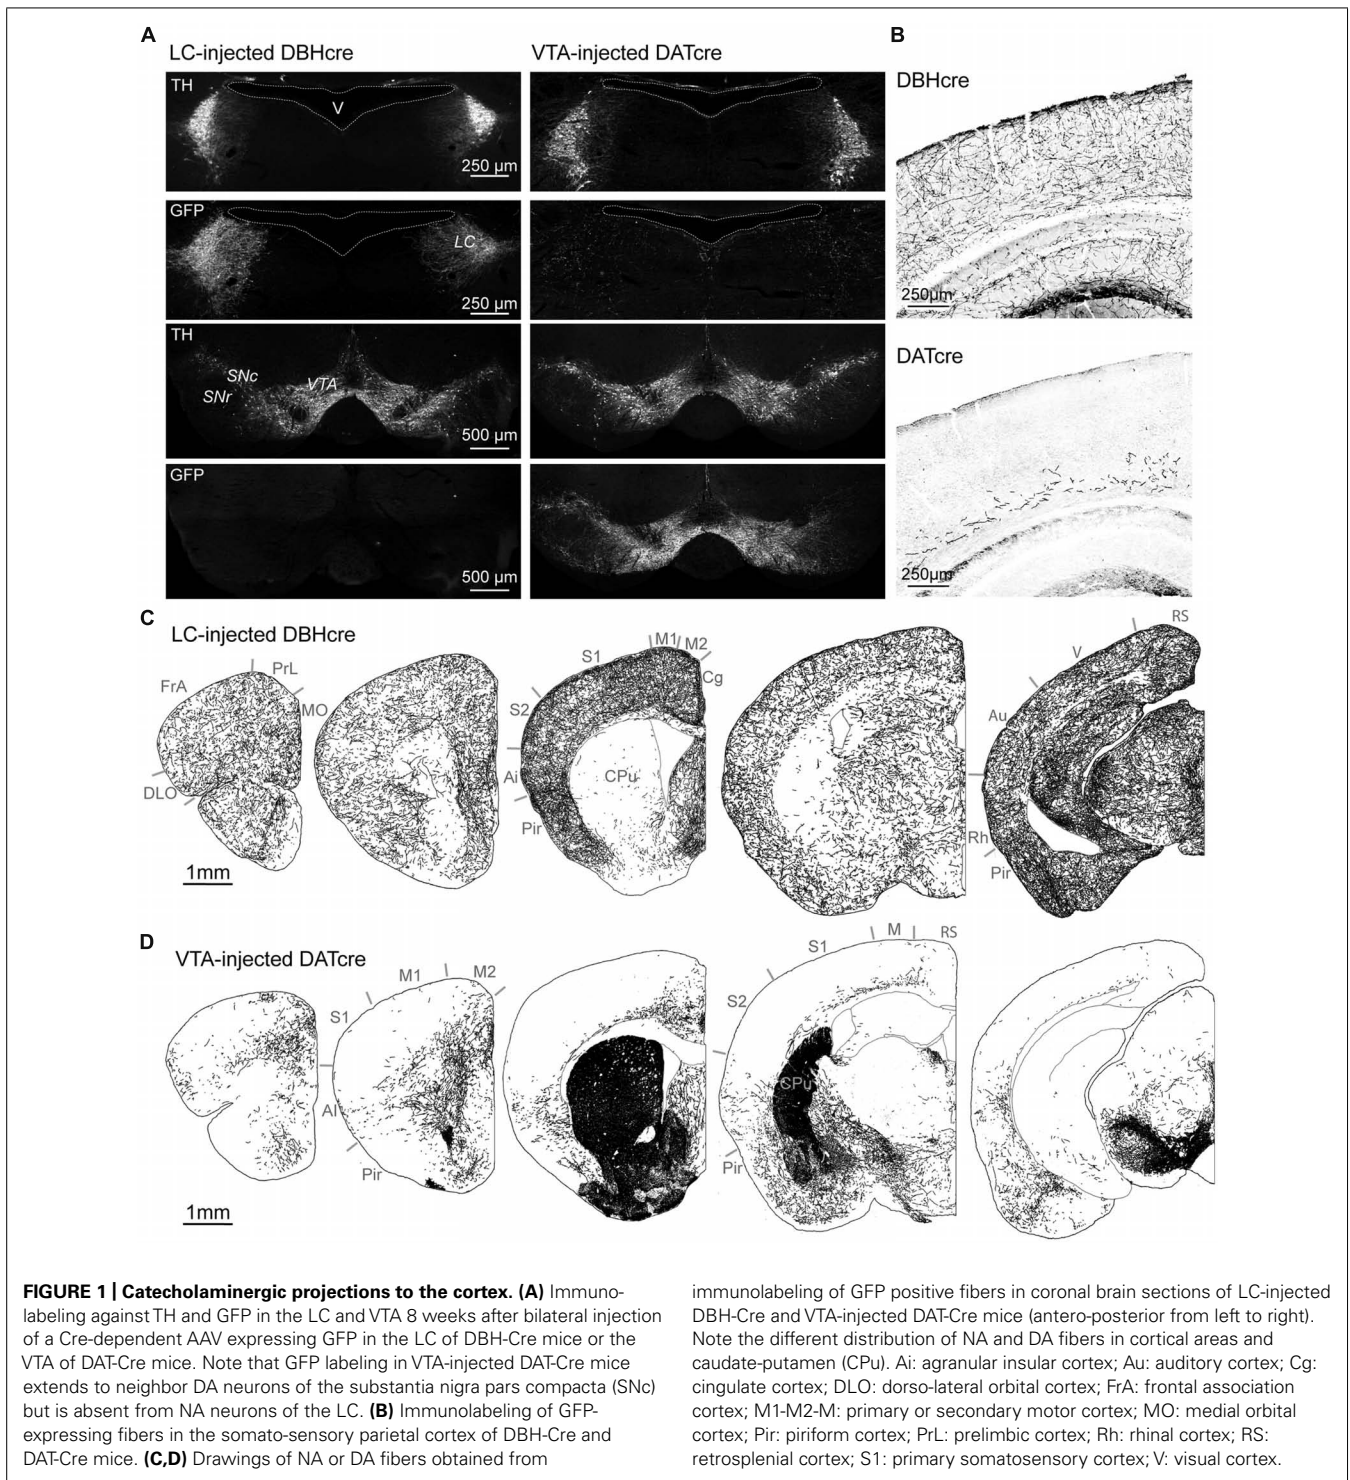 A
LC-injected DBHcre
VTA-injected DATcre
TH
V
250 µm
GFP
LC
250 µm
TH
SNc
SNr
VTA
500 µm
GFP
500 µm
B
DBHcre
250µm
DATcre
250µm
C
LC-injected DBHcre
FrA
PrL
MO
DLO
1mm
S1
M1
M2
Cg
S2
Ai
CPu
Pir
RS
V
Au
Rh
Pir
D
VTA-injected DATcre
S1
M1
M2
AI
Pir
1mm
S1
M
RS
S2
CPu
Pir
FIGURE 1 | Catecholaminergic projections to the cortex. (A) Immuno-
labeling against TH and GFP in the LC and VTA 8 weeks after bilateral injection
of a Cre-dependent AAV expressing GFP in the LC of DBH-Cre mice or the
VTA of DAT-Cre mice. Note that GFP labeling in VTA-injected DAT-Cre mice
extends to neighbor DA neurons of the substantia nigra pars compacta (SNc)
but is absent from NA neurons of the LC. (B) Immunolabeling of GFP-
expressing fibers in the somato-sensory parietal cortex of DBH-Cre and
DAT-Cre mice. (C,D) Drawings of NA or DA fibers obtained from
immunolabeling of GFP positive fibers in coronal brain sections of LC-injected
DBH-Cre and VTA-injected DAT-Cre mice (antero-posterior from left to right).
Note the different distribution of NA and DA fibers in cortical areas and
caudate-putamen (CPu). Ai: agranular insular cortex; Au: auditory cortex; Cg:
cingulate cortex; DLO: dorso-lateral orbital cortex; FrA: frontal association
cortex; M1-M2-M: primary or secondary motor cortex; MO: medial orbital
cortex; Pir: piriform cortex; PrL: prelimbic cortex; Rh: rhinal cortex; RS:
retrosplenial cortex; S1: primary somatosensory cortex; V: visual cortex.